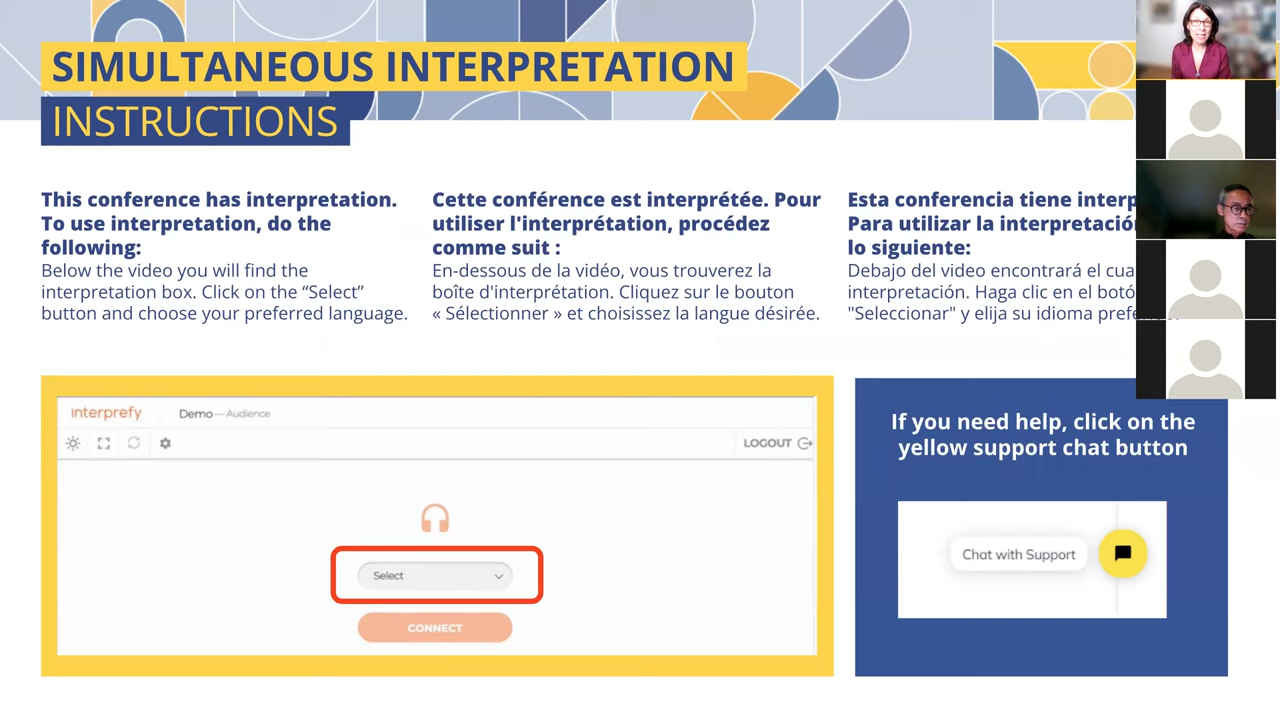 SIMULTANEOUS INTERPRETATION
INSTRUCTIONS
This conference has interpretation.
To use interpretation, do the
following:
Below the video you will find the
interpretation box. Click on the “Select”
button and choose your preferred language.
Cette conférence est interprétée. Pour
utiliser l'interprétation, procédez
comme suit :
En-dessous de la vidéo, vous trouverez la
boîte d'interprétation. Cliquez sur le bouton
« Sélectionner » et choisissez la langue désirée.
Esta conferencia tiene
Para utilizar la
lo siguiente:
Debajo del video encontrará el
interpretación. Haga clic en el
"Seleccionar" y elija su idioma
interprefy
Demo — Audience
LOGOUT
Select
CONNECT
If you need help, click on the
yellow support chat button
Chat with Support